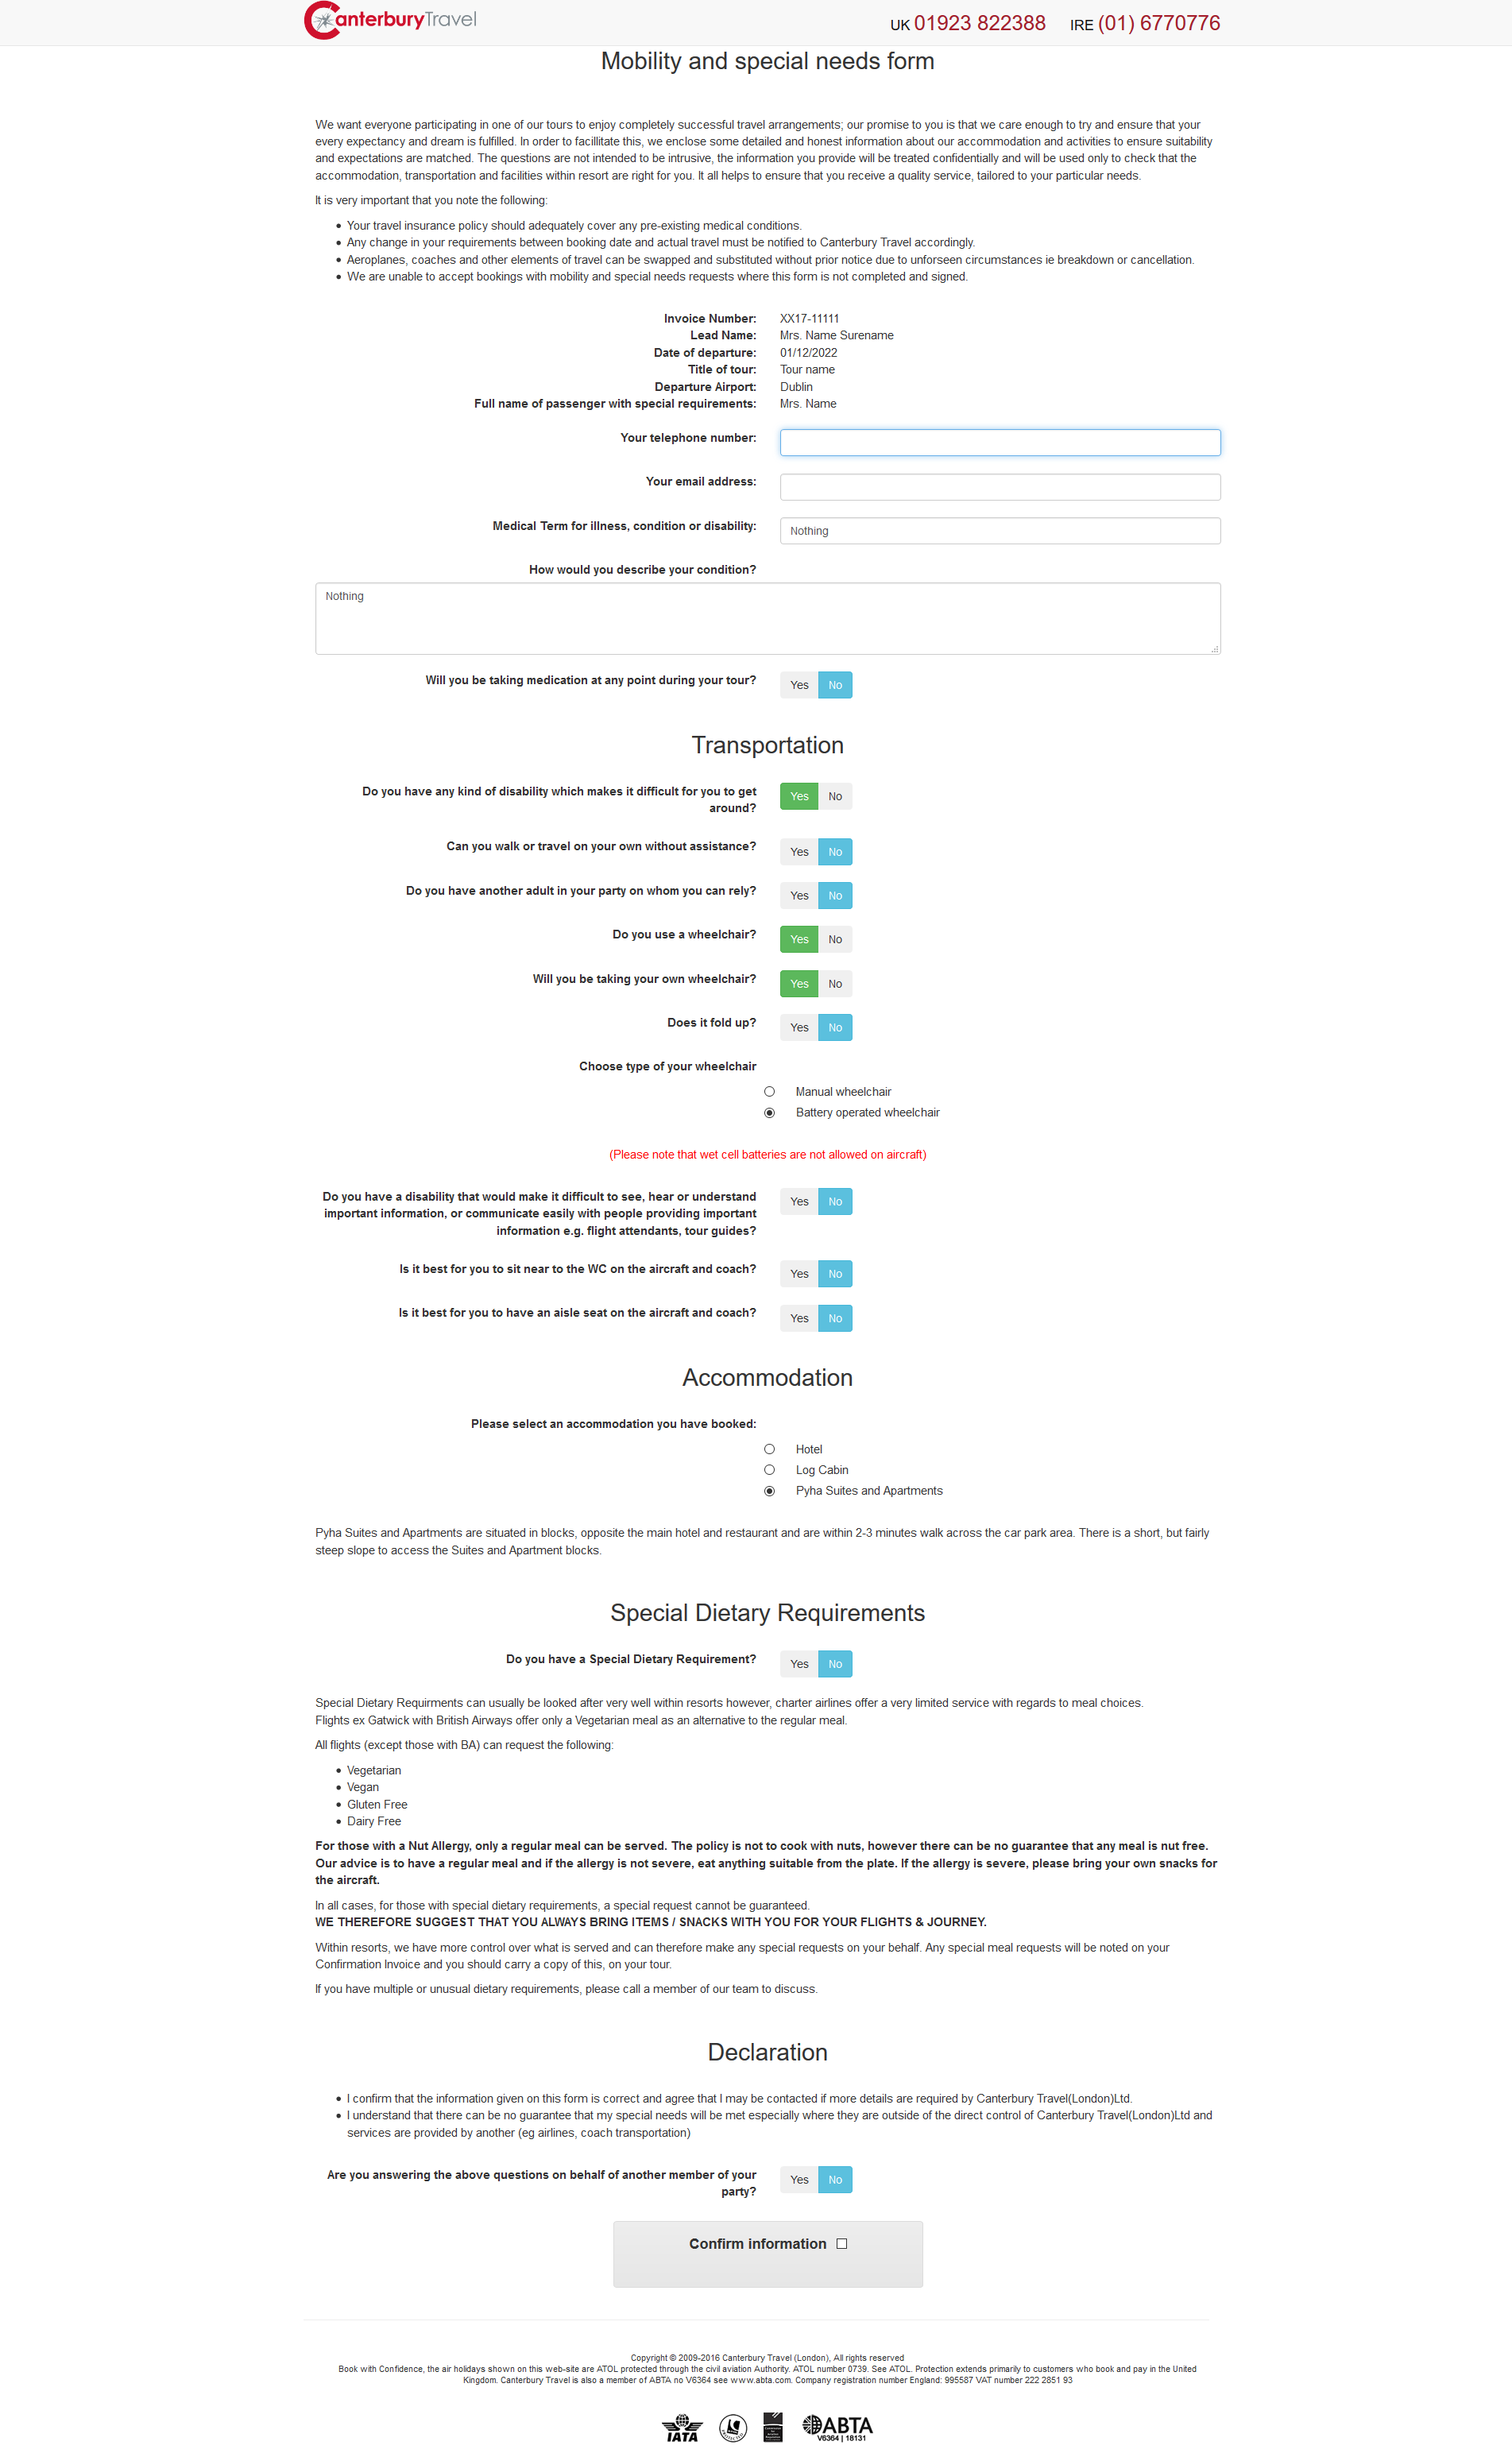 CanterburyTravel
UK 01923 822388 IRE (01) 6770776
Mobility and special needs form
We want everyone participating in one of our tours to enjoy completely successful travel arrangements; our promise to you is that we care enough to try and ensure that your
every expectancy and dream is fulfilled. In order to facillitate this, we enclose some detailed and honest information about our accommodation and activities to ensure suitability
and expectations are matched. The questions are not intended to be intrusive, the information you provide will be treated confidentially and will be used only to check that the
accommodation, transportation and facilities within resort are right for you. It all helps to ensure that you receive a quality service, tailored to your particular needs.
It is very important that you note the following:
Your travel insurance policy should adequately cover any pre-existing medical conditions.
Any change in your requirements between booking date and actual travel must be notified to Canterbury Travel accordingly.
Aeroplanes, coaches and other elements of travel can be swapped and substituted without prior notice due to unforseen circumstances ie breakdown or cancellation.
We are unable to accept bookings with mobility and special needs requests where this form is not completed and signed.
Invoice Number: XX17-11111
Lead Name: Mrs. Name Surename
Date of departure: 01/12/2022
Title of tour: Tour name
Departure Airport: Dublin
Full name of passenger with special requirements: Mrs. Name
Your telephone number:
Your email address:
Medical Term for illness, condition or disability: Nothing
How would you describe your condition?
Nothing
Will you be taking medication at any point during your tour? Yes No
Transportation
Do you have any kind of disability which makes it difficult for you to get Yes No
around?
Can you walk or travel on your own without assistance? Yes No
Do you have another adult in your party on whom you can rely? Yes No
Do you use a wheelchair? Yes No
Will you be taking your own wheelchair? Yes No
Does it fold up? Yes No
Choose type of your wheelchair
Manual wheelchair
Battery operated wheelchair
(Please note that wet cell batteries are not allowed on aircraft)
Do you have a disability that would make it difficult to see, hear or understand Yes No
important information, or communicate easily with people providing important
information e.g. flight attendants, tour guides?
Is it best for you to sit near to the WC on the aircraft and coach? Yes No
Is it best for you to have an aisle seat on the aircraft and coach? Yes No
Accommodation
Please select an accommodation you have booked:
Hotel
Log Cabin
Pyha Suites and Apartments
Pyha Suites and Apartments are situated in blocks, opposite the main hotel and restaurant and are within 2-3 minutes walk across the car park area. There is a short, but fairly
steep slope to access the Suites and Apartment blocks.
Special Dietary Requirements
Do you have a Special Dietary Requirement? Yes No
Special Dietary Requirments can usually be looked after very well within resorts however, charter airlines offer a very limited service with regards to meal choices.
Flights ex Gatwick with British Airways offer only a Vegetarian meal as an alternative to the regular meal.
All flights (except those with BA) can request the following:
Vegetarian
Vegan
Gluten Free
Dairy Free
For those with a Nut Allergy, only a regular meal can be served. The policy is not to cook with nuts, however there can be no guarantee that any meal is nut free.
Our advice is to have a regular meal and if the allergy is not severe, eat anything suitable from the plate. If the allergy is severe, please bring your own snacks for
the aircraft.
In all cases, for those with special dietary requirements, a special request cannot be guaranteed.
WE THEREFORE SUGGEST THAT YOU ALWAYS BRING ITEMS / SNACKS WITH YOU FOR YOUR FLIGHTS & JOURNEY.
Within resorts, we have more control over what is served and can therefore make any special requests on your behalf. Any special meal requests will be noted on your
Confirmation Invoice and you should carry a copy of this, on your tour.
If you have multiple or unusual dietary requirements, please call a member of our team to discuss.
Declaration
I confirm that the information given on this form is correct and agree that I may be contacted if more details are required by Canterbury Travel(London)Ltd.
I understand that there can be no guarantee that my special needs will be met especially where they are outside of the direct control of Canterbury Travel(London)Ltd and
services are provided by another (eg airlines, coach transportation)
Are you answering the above questions on behalf of another member of your Yes No
party?
Confirm information
Copyright © 2009-2016 Canterbury Travel (London), All rights reserved
Book with Confidence, the air holidays shown on this web-site are ATOL protected through the civil aviation Authority. ATOL number 0739. See ATOL. Protection extends primarily to customers who book and pay in the United
Kingdom. Canterbury Travel is also a member of ABTA no V6364 see www.abta.com. Company registration number England: 995587 VAT number 222 2851 93
IATA ABTA
V6364 | 18131